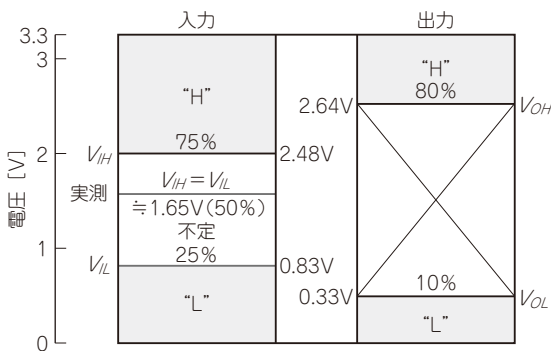 入力
出力
3.3
3
2
1
0
電圧 [V]
"H"
75%
VIH
2.48V
実測
VIH=VIL
≒1.65V(50%)
不定
25%
VIL
0.83V
"L"
"H"
80%
2.64V
VOH
10%
0.33V
VOL
"L"